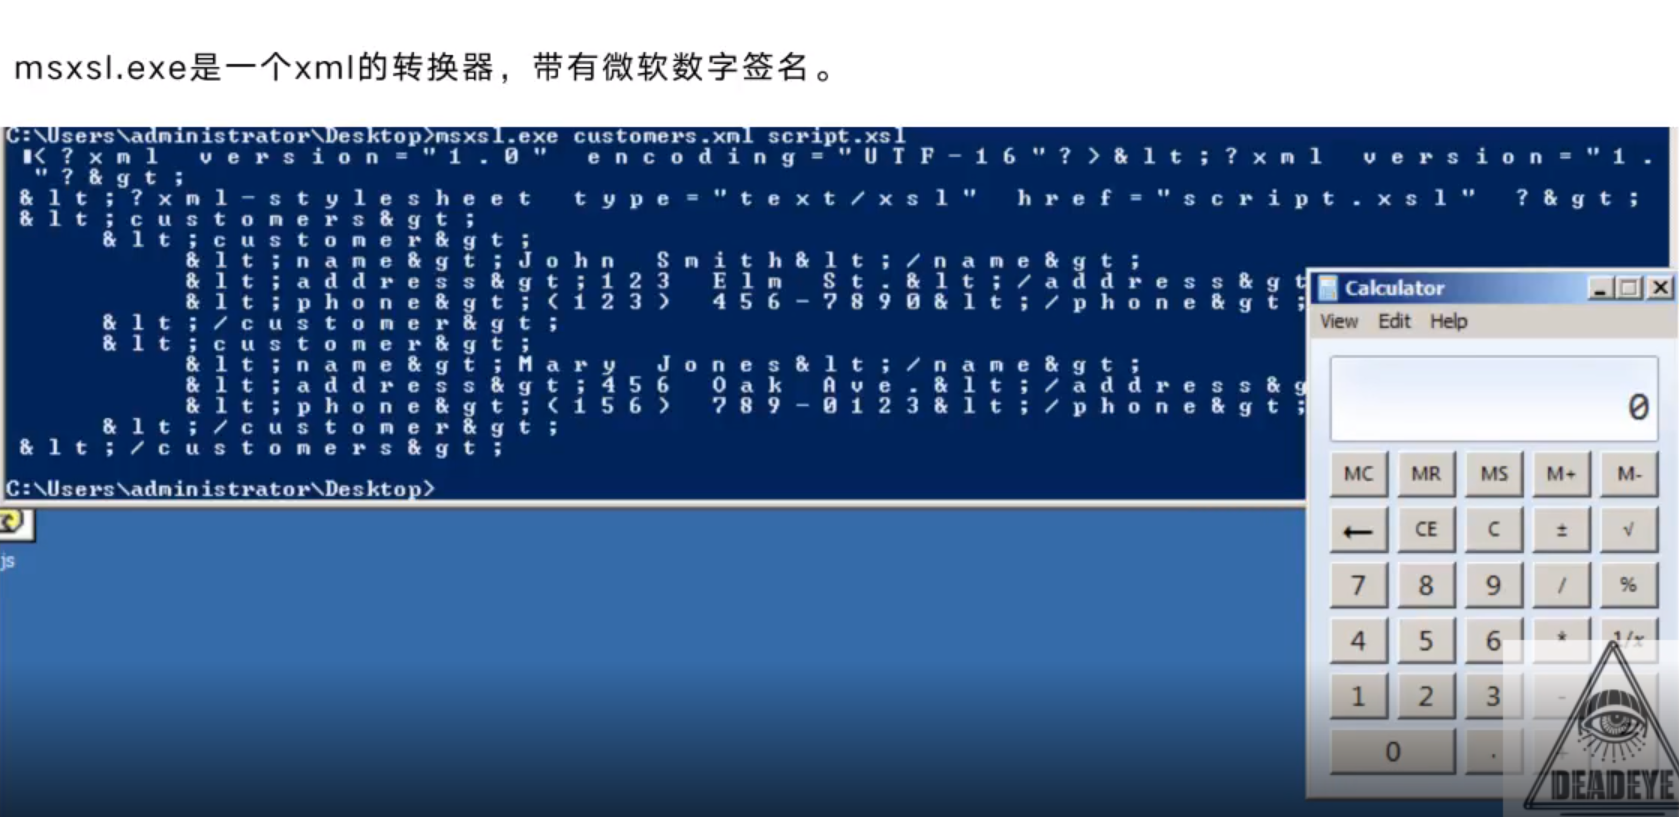 msxsl.exe是一个xml的转换器，带有微软数字签名。
C:\Users\administrator\Desktop>msxsl.exe customers.xml script.xsl
< ? x m l   v e r s i o n = " 1 . 0 "   e n c o d i n g = " U T F - 1 6 " ? > & l t ; ? x m l   v e r s i o n = " 1 .
" ? & g t ;
& l t ; ? x m l - s t y l e s h e e t   t y p e = " t e x t / x s l "   h r e f = " s c r i p t . x s l "   ? & g t ;
& l t ; c u s t o m e r s & g t ;
& l t ; c u s t o m e r & g t ;
& l t ; n a m e & g t ; J o h n   S m i t h & l t ; / n a m e & g t ;
& l t ; a d d r e s s & g t ; 1 2 3   E l m   S t . & l t ; / a d d r e s s & g t
& l t ; p h o n e & g t ; ( 1 2 3 )   4 5 6 - 7 8 9 0 & l t ; / p h o n e & g t ;
& l t ; / c u s t o m e r & g t ;
& l t ; c u s t o m e r & g t ;
& l t ; n a m e & g t ; M a r y   J o n e s & l t ; / n a m e & g t ;
& l t ; a d d r e s s & g t ; 4 5 6   O a k   A v e . & l t ; / a d d r e s s & g
& l t ; p h o n e & g t ; ( 1 5 6 )   7 8 9 - 0 1 2 3 & l t ; / p h o n e & g t ;
& l t ; / c u s t o m e r & g t ;
& l t ; / c u s t o m e r s & g t ;
C:\Users\administrator\Desktop>
js
Calculator
View Edit Help
0
MC MR MS M+ M-
← CE C ± √
7 8 9 / %
4 5 6 * 1/x
1 2 3 -
0 .
DEADEYE